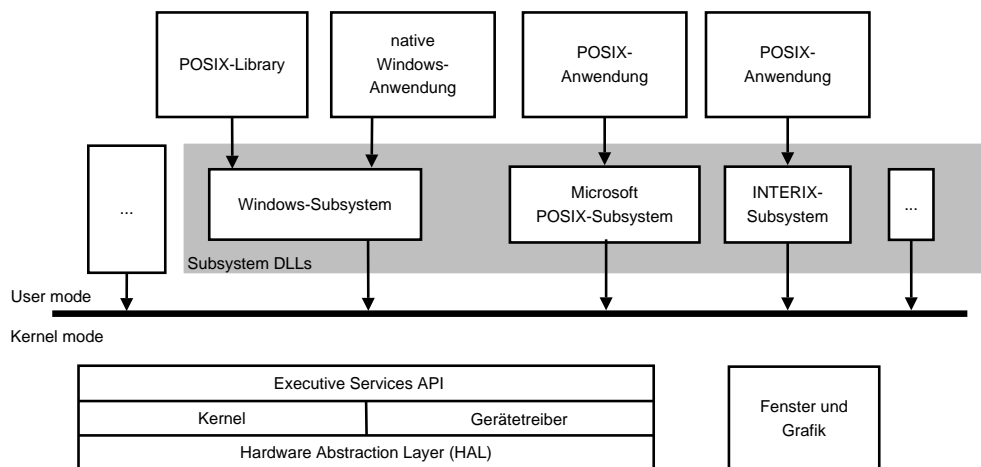 POSIX-Library
native
Windows-
Anwendung
POSIX-
Anwendung
POSIX-
Anwendung
...
Windows-Subsystem
Microsoft
POSIX-Subsystem
INTERIX-
Subsystem
...
Subsystem DLLs
User mode
Kernel mode
Executive Services API
Kernel
Gerätetreiber
Hardware Abstraction Layer (HAL)
Fenster und
Grafik